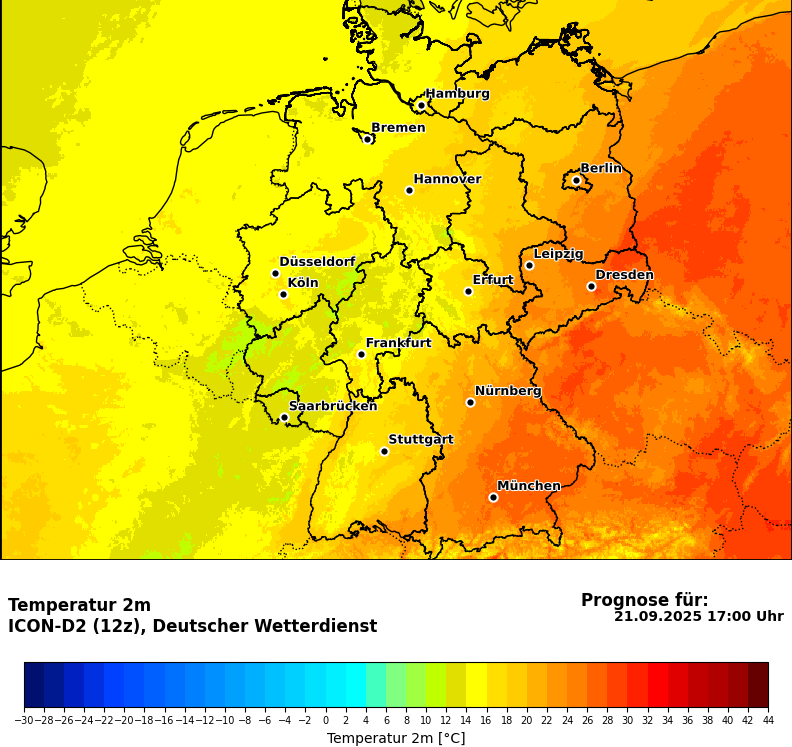 Hamburg
Bremen
Hannover
Berlin
Düsseldorf
Köln
Leipzig
Erfurt
Dresden
Frankfurt
Nürnberg
Saarbrücken
Stuttgart
München
Temperatur 2m
ICON-D2 (12z), Deutscher Wetterdienst
Prognose für:
21.09.2025 17:00 Uhr
−30 −28 −26 −24 −22 −20 −18 −16 −14 −12 −10 −8 −6 −4 −2 0 2 4 6 8 10 12 14 16 18 20 22 24 26 28 30 32 34 36 38 40 42 44
Temperatur 2m [°C]